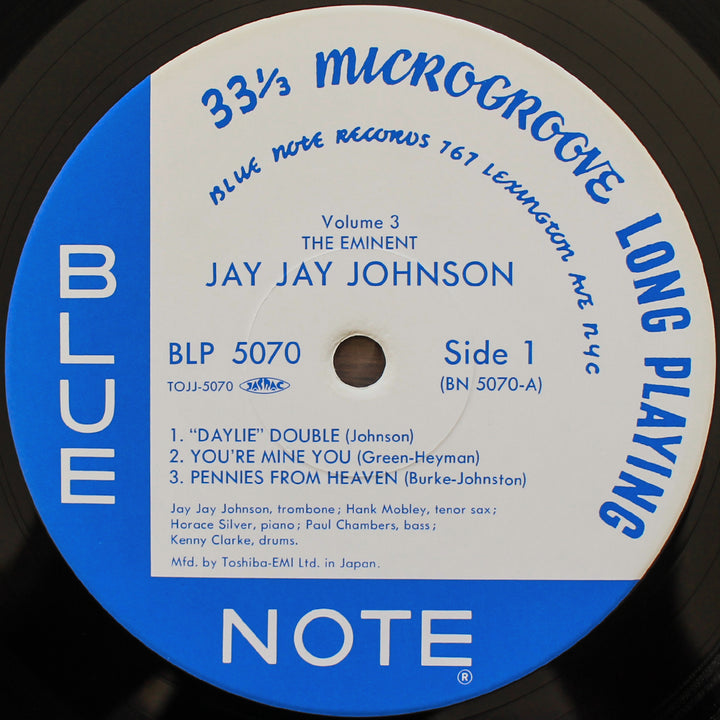 33⅓ MICROGROOVE LONG PLAYING
BLUE NOTE RECORDS 767 LEXINGTON AVE NYC
Volume 3
THE EMINENT
JAY JAY JOHNSON
BLP 5070 Side 1
TOJJ-5070 JASRAC (BN 5070-A)
1. “DAYLIE” DOUBLE (Johnson)
2. YOU'RE MINE YOU (Green-Heyman)
3. PENNIES FROM HEAVEN (Burke-Johnston)
Jay Jay Johnson, trombone; Hank Mobley, tenor sax;
Horace Silver, piano; Paul Chambers, bass;
Kenny Clarke, drums.
Mfd. by Toshiba-EMI Ltd. in Japan.
BLUE
NOTE®